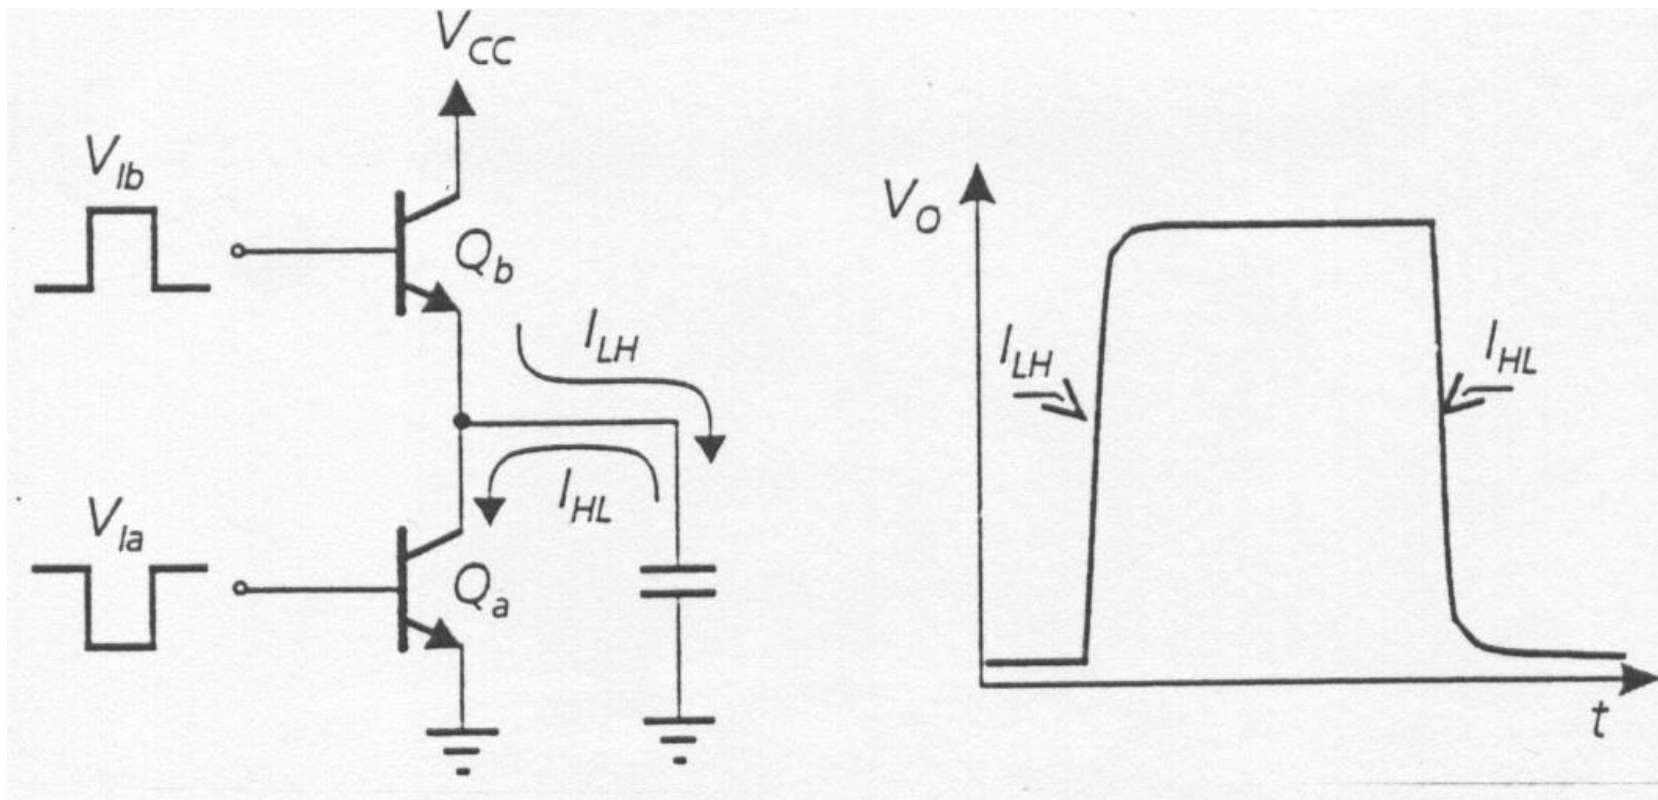 V_CC
V_Ib
Q_b
I_LH
I_HL
V_Ia
Q_a
V_O
I_LH
I_HL
t